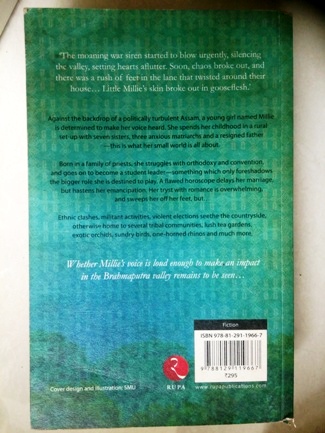 'The moaning war siren started to blow urgently, silencing
the valley, setting hearts aflutter. Soon, chaos broke out, and
there was a rush of feet in the lane that twisted around their
house... Little Millie's skin broke out in gooseflesh.'
Against the backdrop of a politically turbulent Assam, a young girl named Millie
is determined to make her voice heard. She spends her childhood in a rural
set-up with seven sisters, three anxious matriarchs and a resigned father
—this is what her small world is all about.
Born in a family of priests, she struggles with orthodoxy and convention,
and goes on to become a student leader—something which only foreshadows
the bigger role she is destined to play. A flawed horoscope delays her marriage,
but hastens her emancipation. Her tryst with romance is overwhelming,
and sweeps her off her feet, but . . .
Ethnic clashes, militant activities, violent elections seethe the countryside,
otherwise home to several tribal communities, lush tea gardens,
exotic orchids, sundry birds, one-horned rhinos and much more.
Whether Millie's voice is loud enough to make an impact
in the Brahmaputra valley remains to be seen...
Fiction
ISBN 978-81-291-1966-7
9 788129 119667
₹295
RUPA
Cover design and illustration: SMU
www.rupapublications.com